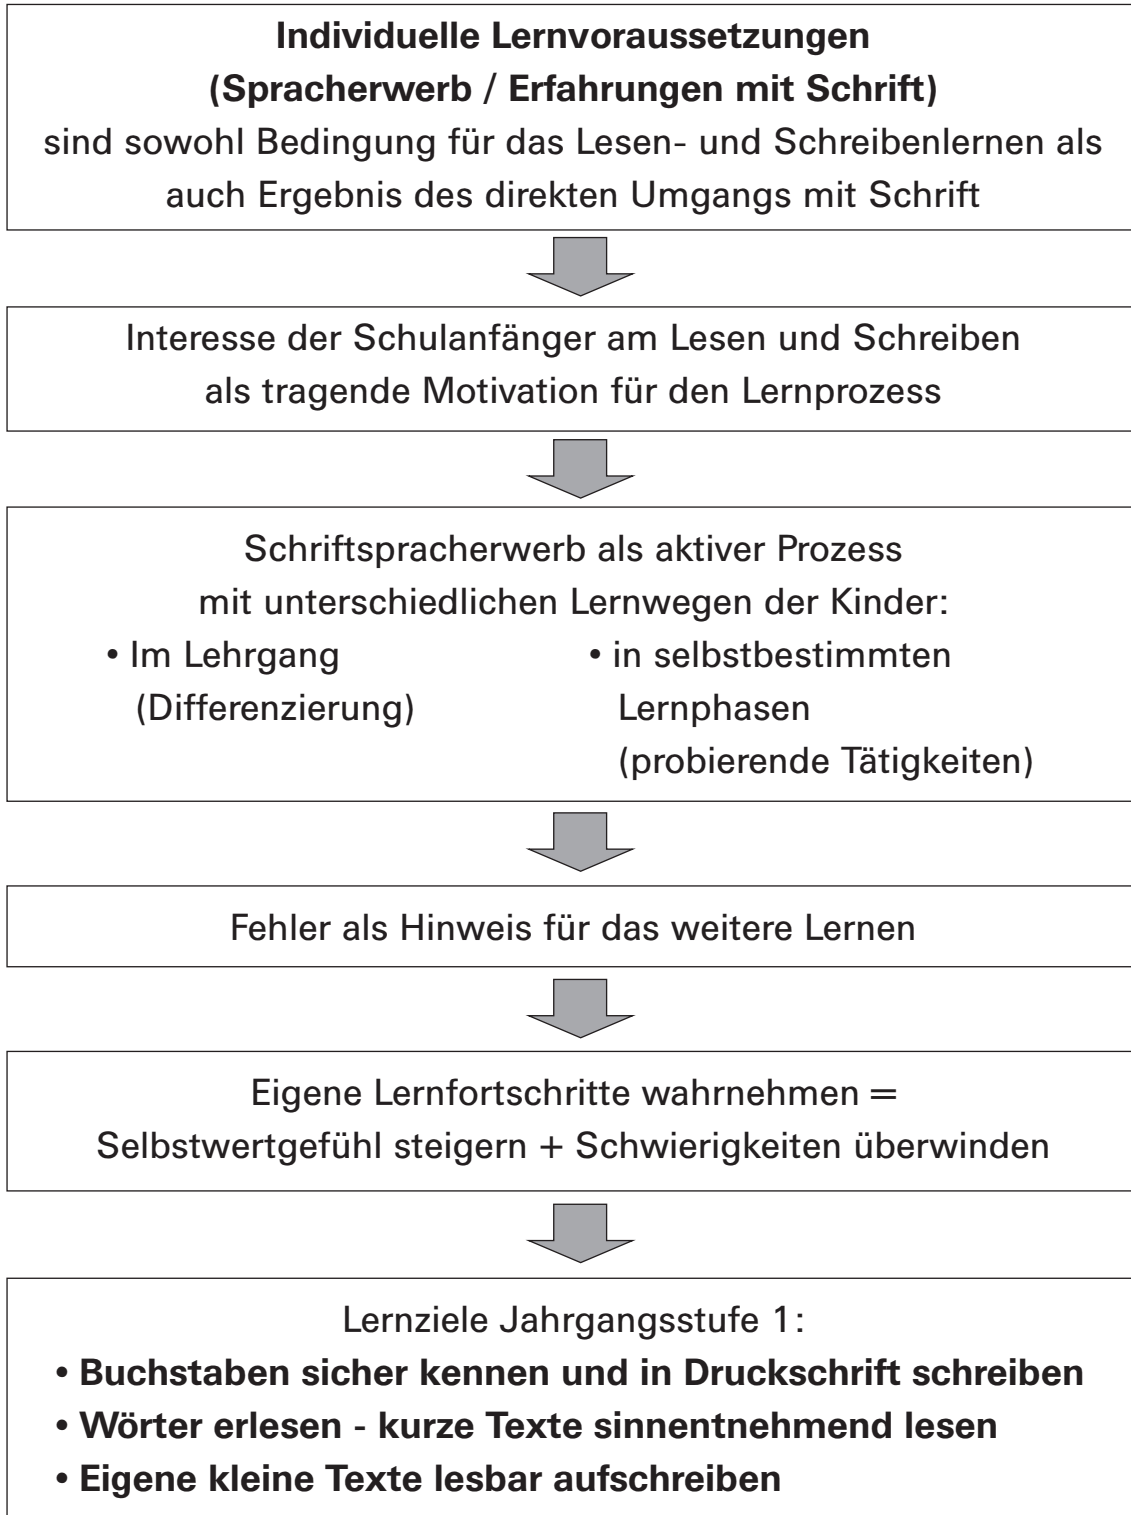 Individuelle Lernvoraussetzungen
(Spracherwerb / Erfahrungen mit Schrift)
sind sowohl Bedingung für das Lesen- und Schreibenlernen als
auch Ergebnis des direkten Umgangs mit Schrift
Interesse der Schulanfänger am Lesen und Schreiben
als tragende Motivation für den Lernprozess
Schriftspracherwerb als aktiver Prozess
mit unterschiedlichen Lernwegen der Kinder:
• Im Lehrgang
(Differenzierung)
• in selbstbestimmten
Lernphasen
(probierende Tätigkeiten)
Fehler als Hinweis für das weitere Lernen
Eigene Lernfortschritte wahrnehmen =
Selbstwertgefühl steigern + Schwierigkeiten überwinden
Lernziele Jahrgangsstufe 1:
• Buchstaben sicher kennen und in Druckschrift schreiben
• Wörter erlesen - kurze Texte sinnentnehmend lesen
• Eigene kleine Texte lesbar aufschreiben